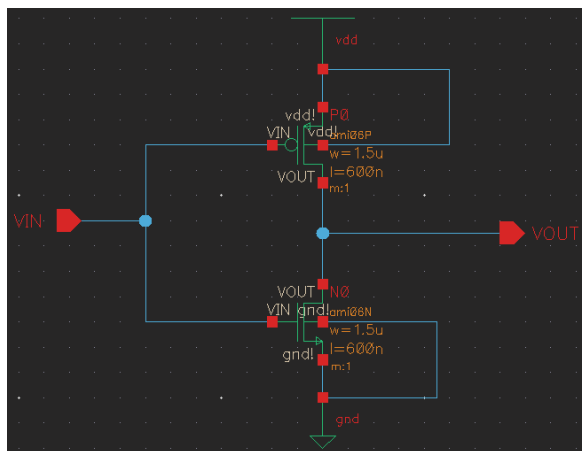 vdd
vdd!
P0
VIN
vdd!
ami06P
w=1.5u
VOUT
l=600n
m:1
VIN
VOUT
VOUT
N0
VIN
gnd!
ami06N
w=1.5u
gnd!
l=600n
m:1
gnd